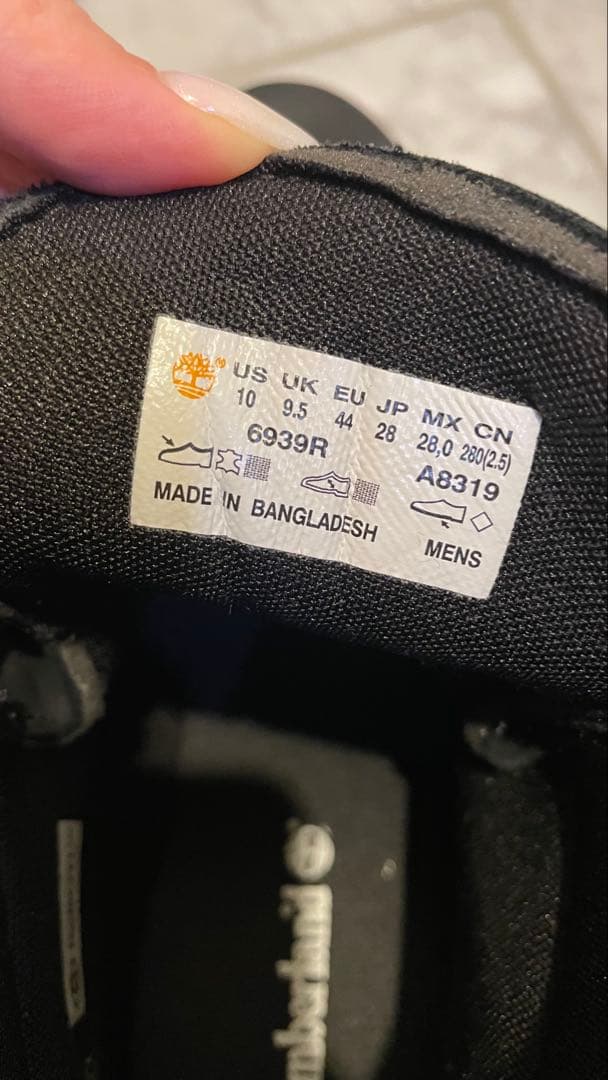 US UK EU JP MX CN
10 9.5 44 28 28,0 280(2.5)
6939R A8319
MADE IN BANGLADESH MENS
mberland